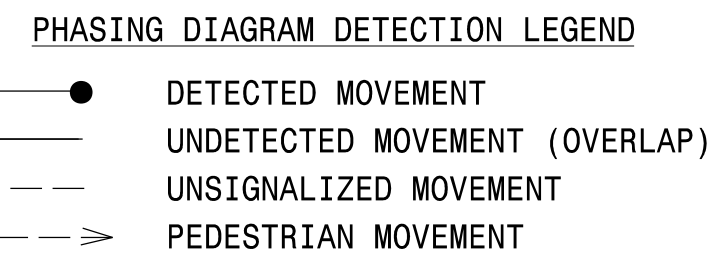 PHASING DIAGRAM DETECTION LEGEND
DETECTED MOVEMENT
UNDETECTED MOVEMENT (OVERLAP)
UNSIGNALIZED MOVEMENT
PEDESTRIAN MOVEMENT